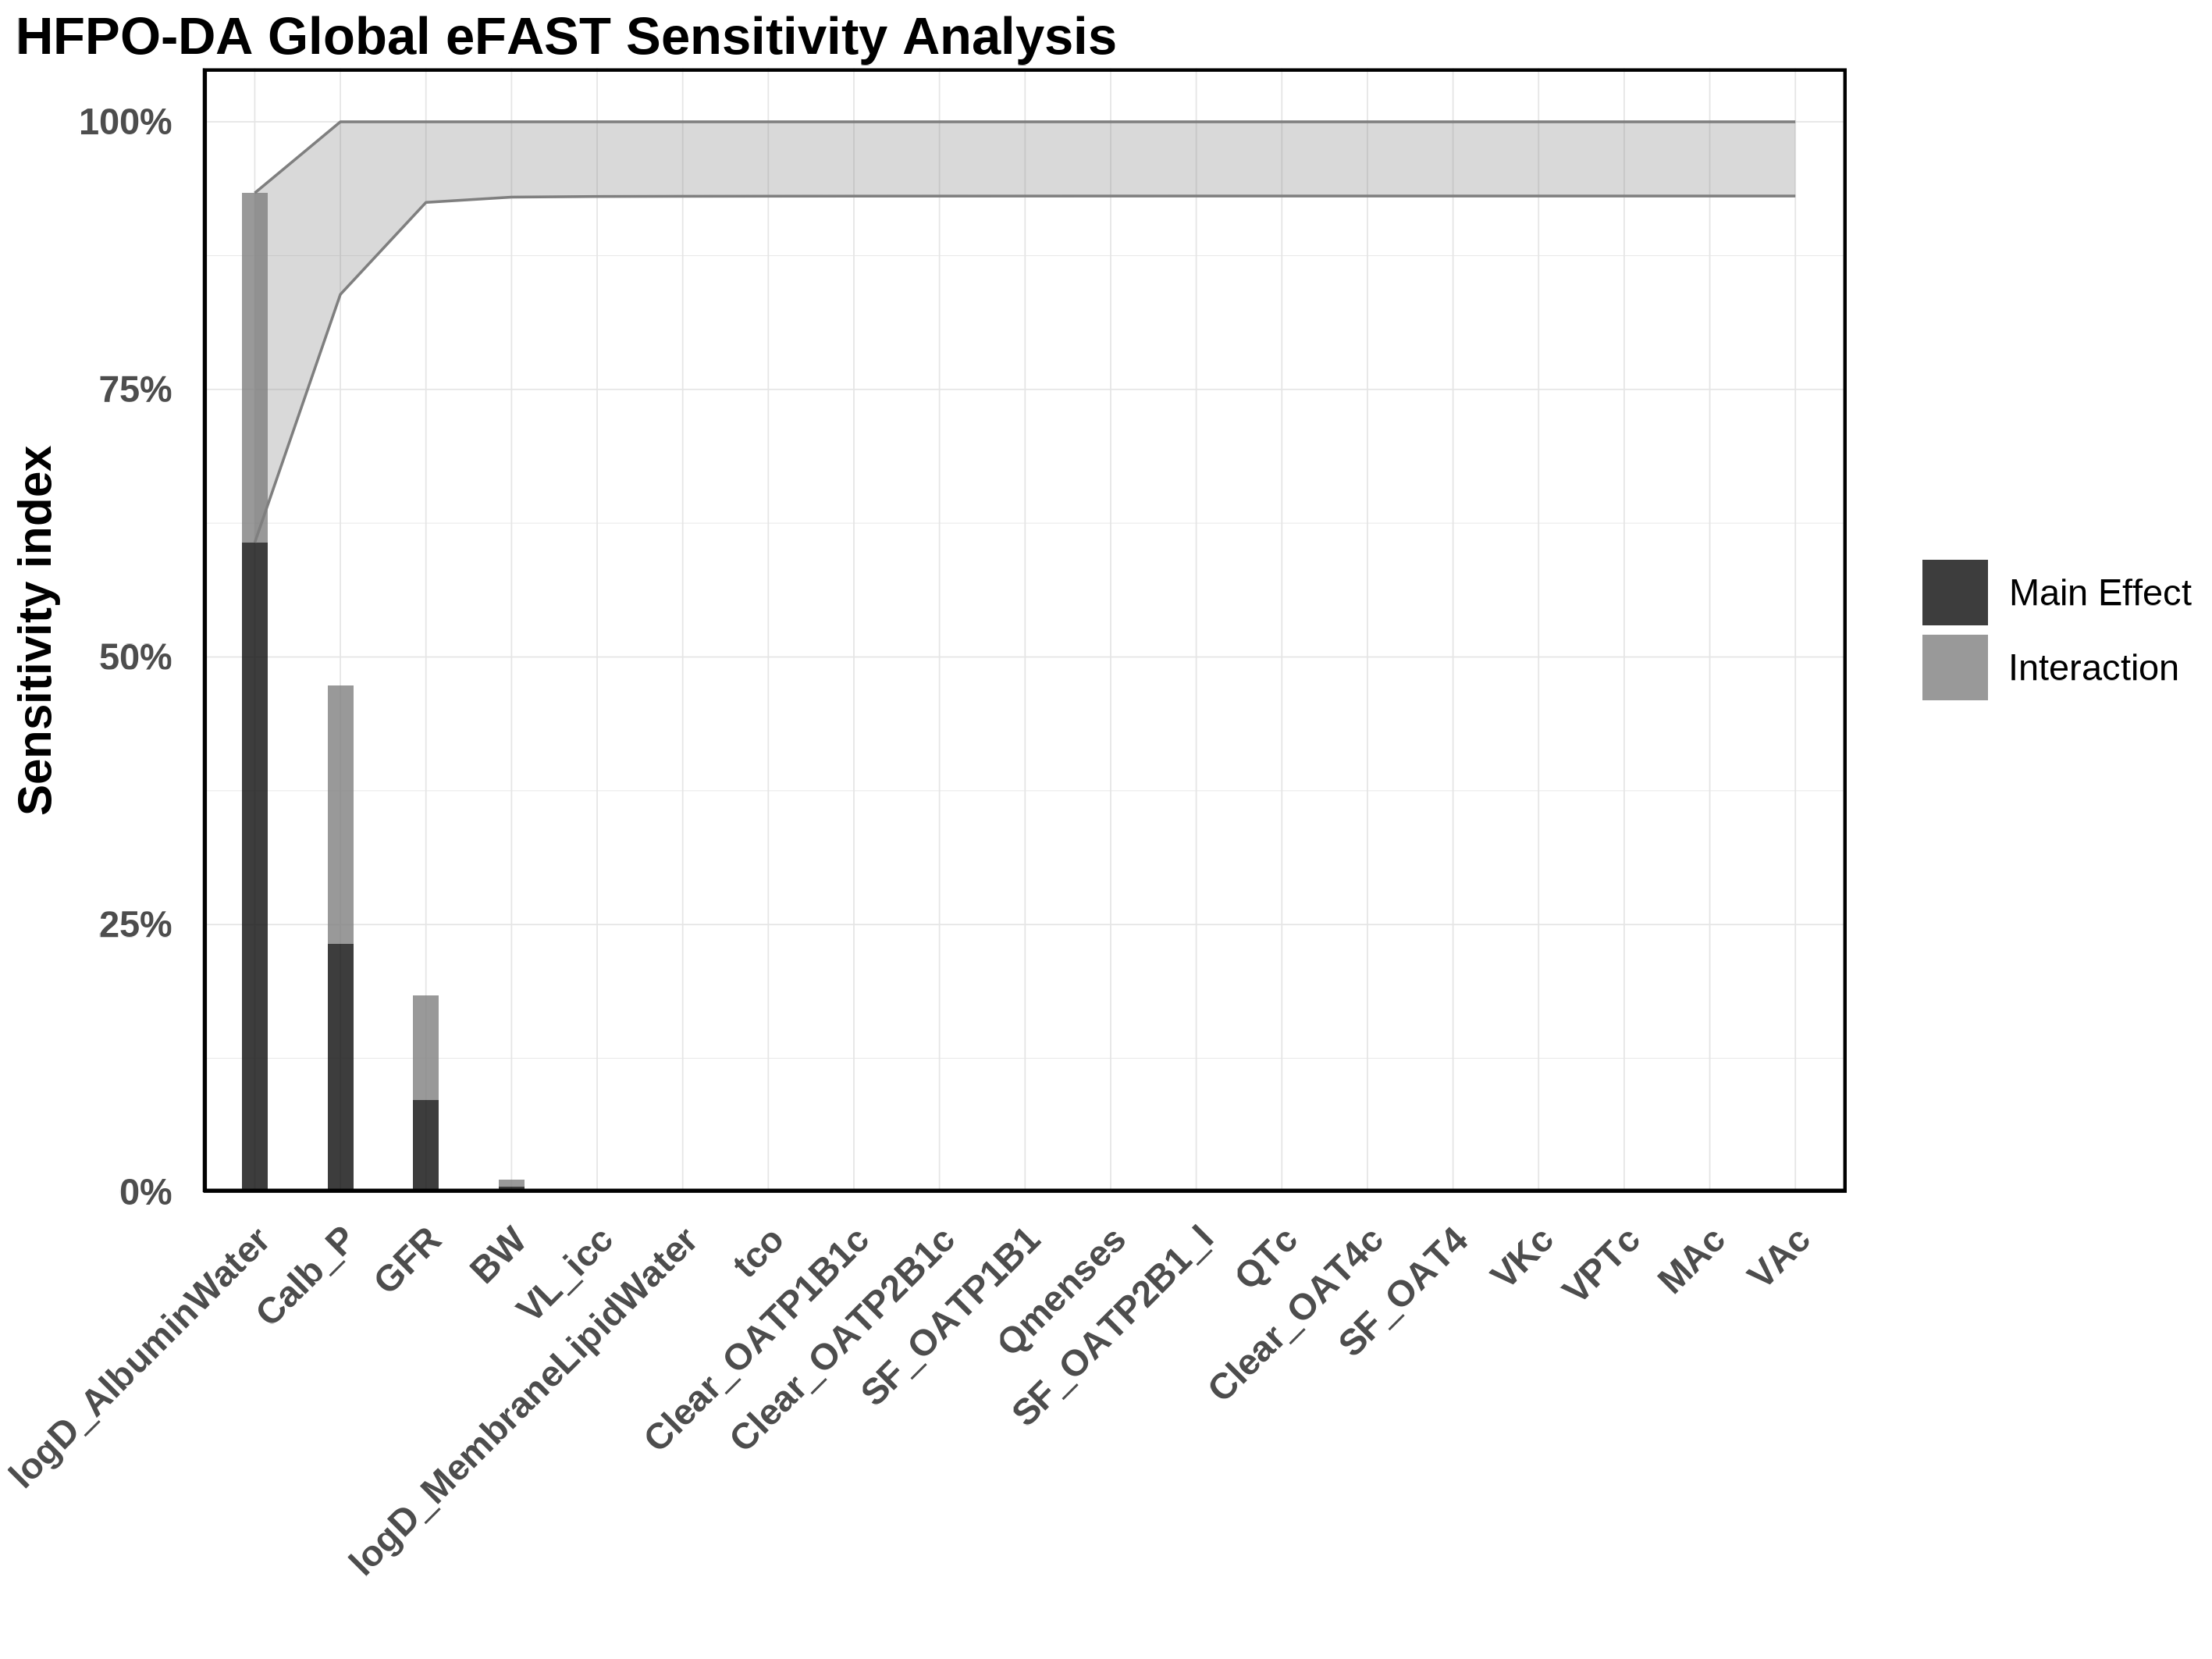 HFPO-DA Global eFAST Sensitivity Analysis
Sensitivity index
100%
75%
50%
25%
0%
logD_AlbuminWater
Calb_P
GFR
BW
VL_icc
logD_MembraneLipidWater
tco
Clear_OATP1B1c
Clear_OATP2B1c
SF_OATP1B1
Qmenses
SF_OATP2B1_l
QTc
Clear_OAT4c
SF_OAT4
VKc
VPTc
MAc
VAc
Main Effect
Interaction